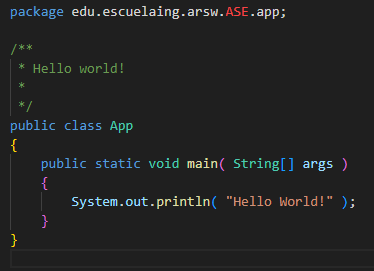 package edu.escuelaing.arsw.ASE.app;
/**
 * Hello world!
 *
 */
public class App
{
    public static void main( String[] args )
    {
        System.out.println( "Hello World!" );
    }
}